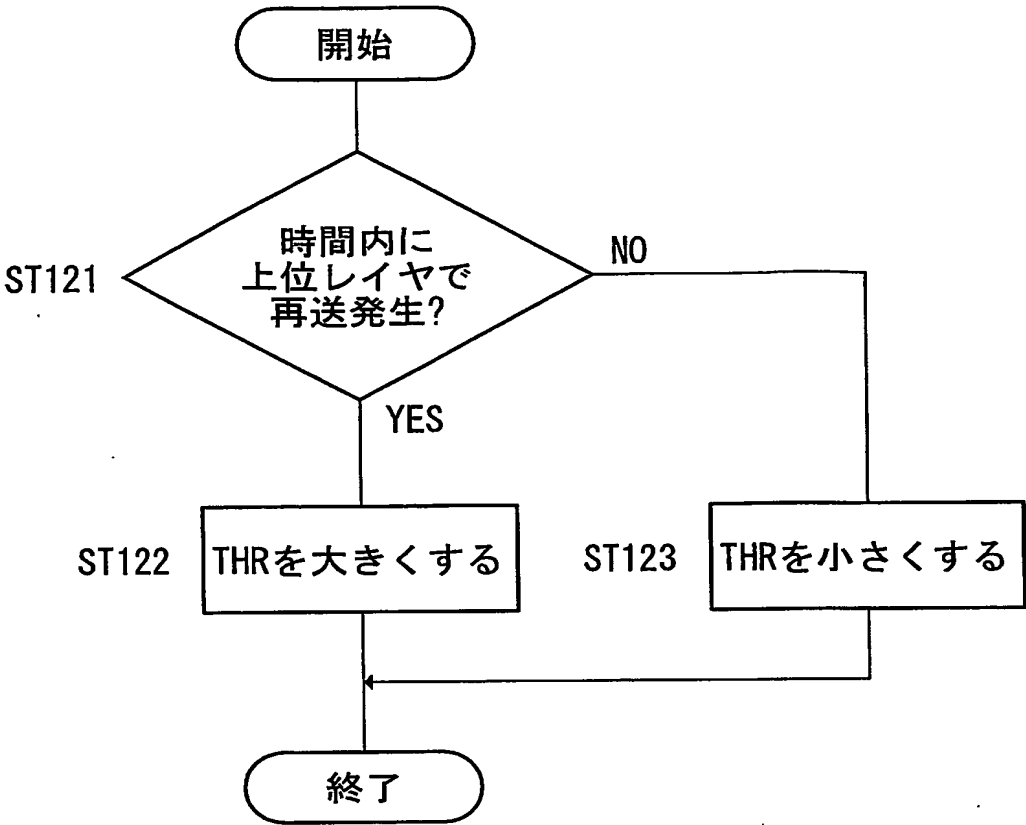 開始
時間内に
上位レイヤで
再送発生?
ST121
NO
YES
ST122
THRを大きくする
ST123
THRを小さくする
終了